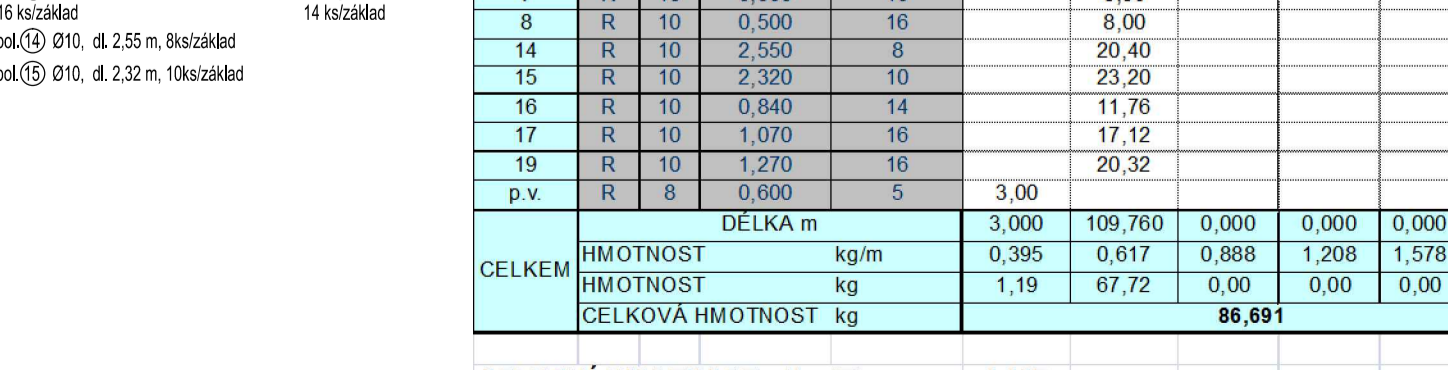 16 ks/základ
14 ks/základ
pol.(14) Ø10, dl. 2,55 m, 8ks/základ
pol.(15) Ø10, dl. 2,32 m, 10ks/základ
8 R 10 0,500 16 8,00
14 R 10 2,550 8 20,40
15 R 10 2,320 10 23,20
16 R 10 0,840 14 11,76
17 R 10 1,070 16 17,12
19 R 10 1,270 16 20,32
p.v. R 8 0,600 5 3,00
CELKEM
DÉLKA m 3,000 109,760 0,000 0,000 0,000
HMOTNOST kg/m 0,395 0,617 0,888 1,208 1,578
HMOTNOST kg 1,19 67,72 0,00 0,00 0,00
CELKOVÁ HMOTNOST kg 86,691